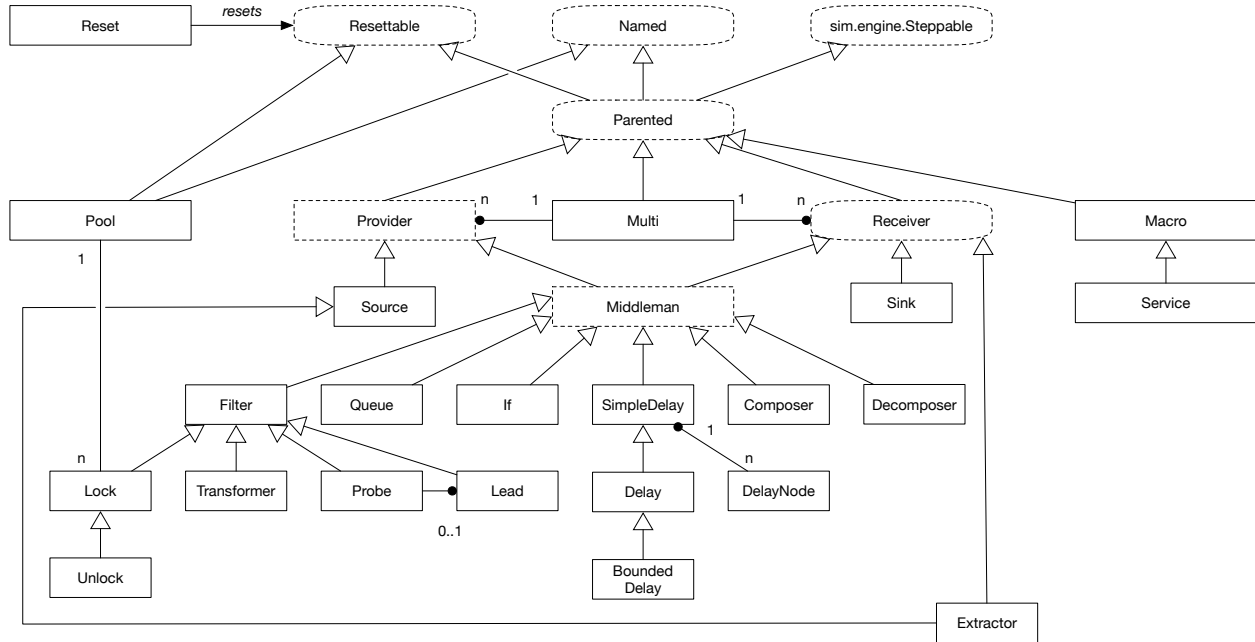 resets
Reset
Resettable
Named
sim.engine.Steppable
Parented
n
1
1
n
Pool
Provider
Multi
Receiver
Macro
1
Source
Middleman
Sink
Service
Filter
Queue
If
SimpleDelay
Composer
Decomposer
1
n
n
Lock
Transformer
Probe
Lead
Delay
DelayNode
0..1
Unlock
Bounded
Delay
Extractor